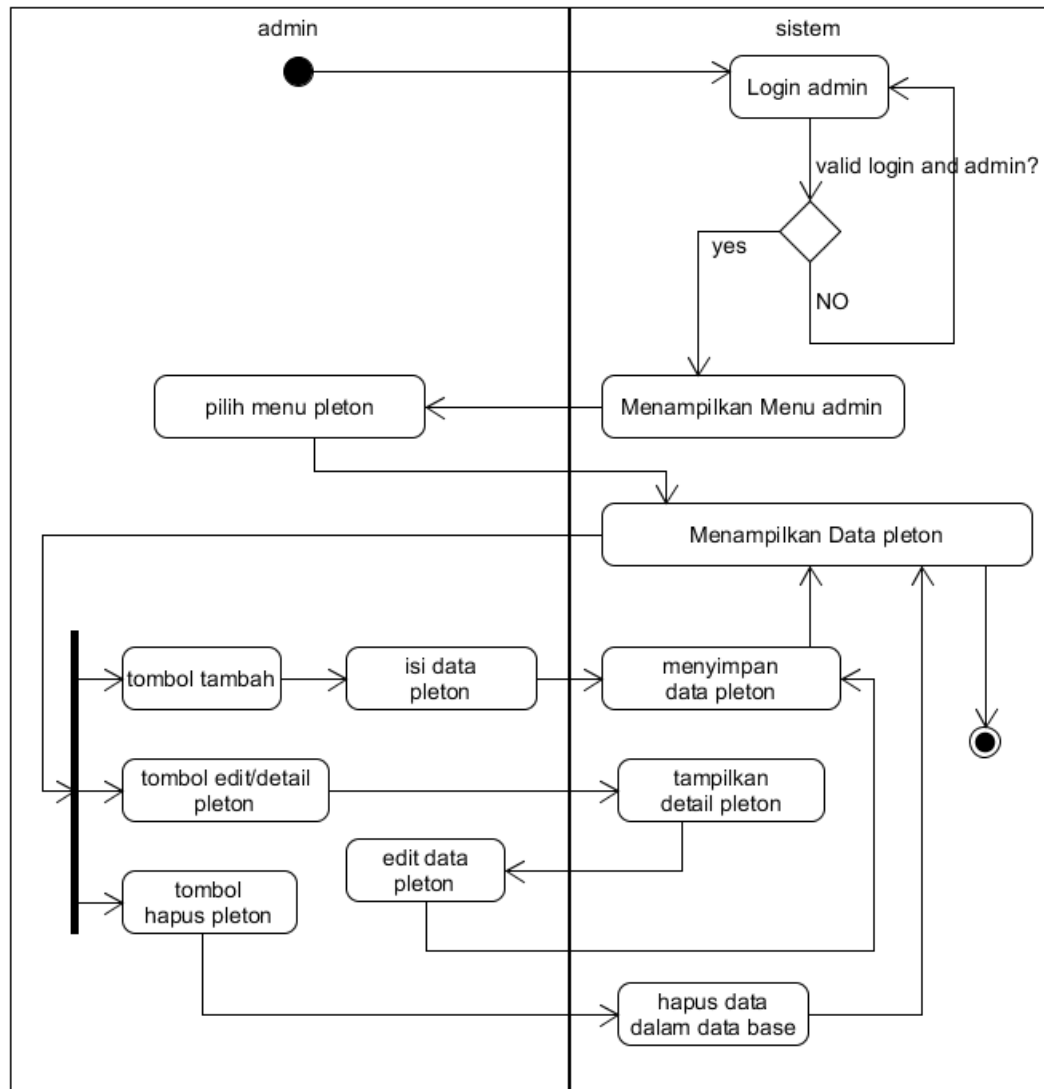 admin
sistem
Login admin
valid login and admin?
yes
NO
pilih menu pleton
Menampilkan Menu admin
Menampilkan Data pleton
tombol tambah
isi data
pleton
menyimpan
data pleton
tombol edit/detail
pleton
tampilkan
detail pleton
edit data
pleton
tombol
hapus pleton
hapus data
dalam data base